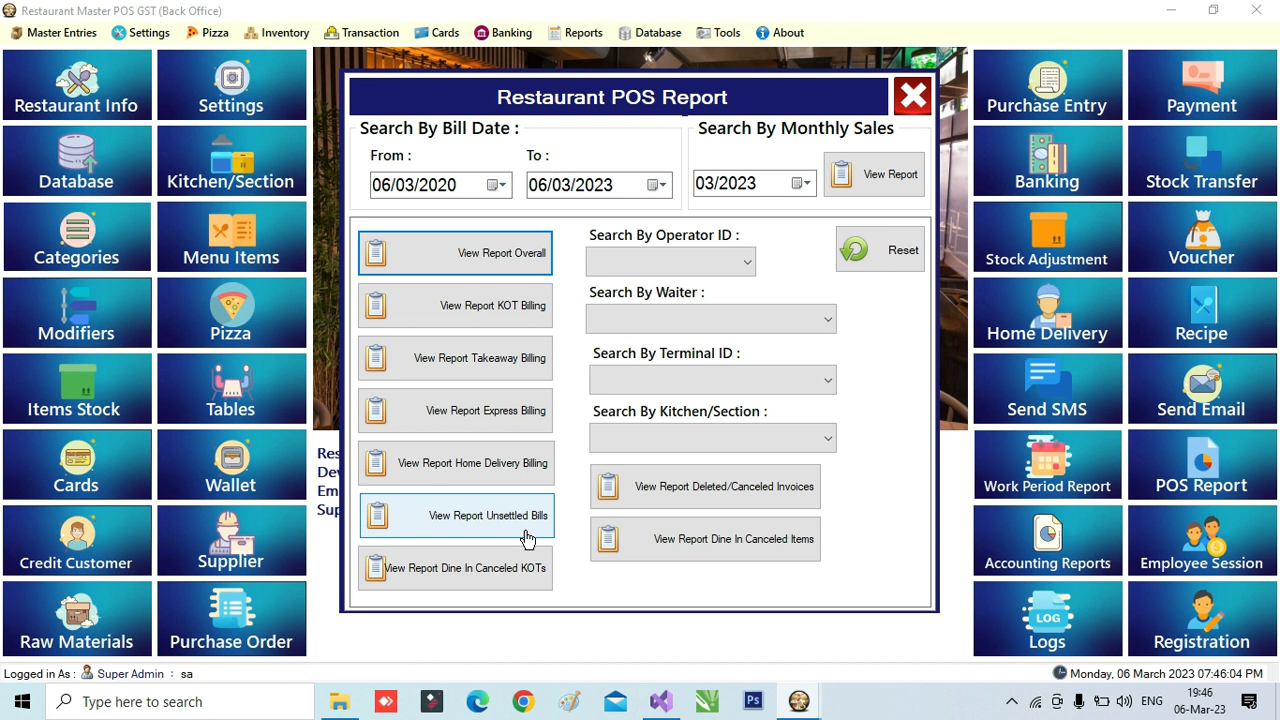 Restaurant Master POS GST (Back Office)
Master Entries Settings Pizza Inventory Transaction Cards Banking Reports Database Tools About
Restaurant Info
Settings
Database
Kitchen/Section
Categories
Menu Items
Modifiers
Pizza
Items Stock
Tables
Cards
Wallet
Credit Customer
Supplier
Raw Materials
Purchase Order
Restaurant POS Report
Search By Bill Date :
From :
To :
06/03/2020
06/03/2023
Search By Monthly Sales
03/2023
View Report
View Report Overall
View Report KOT Billing
View Report Takeaway Billing
View Report Express Billing
View Report Home Delivery Billing
View Report Unsettled Bills
View Report Dine In Canceled KOTs
Search By Operator ID :
Reset
Search By Waiter :
Search By Terminal ID :
Search By Kitchen/Section :
View Report Deleted/Canceled Invoices
View Report Dine In Canceled Items
Res
Dev
Em
Sup
Purchase Entry
Payment
Banking
Stock Transfer
Stock Adjustment
Voucher
Home Delivery
Recipe
Send SMS
Send Email
Work Period Report
POS Report
Accounting Reports
Employee Session
LOG
Logs
Registration
Logged in As : Super Admin : sa
Monday, 06 March 2023 07:46:04 PM
Type here to search
Ps
ENG
19:46
06-Mar-23